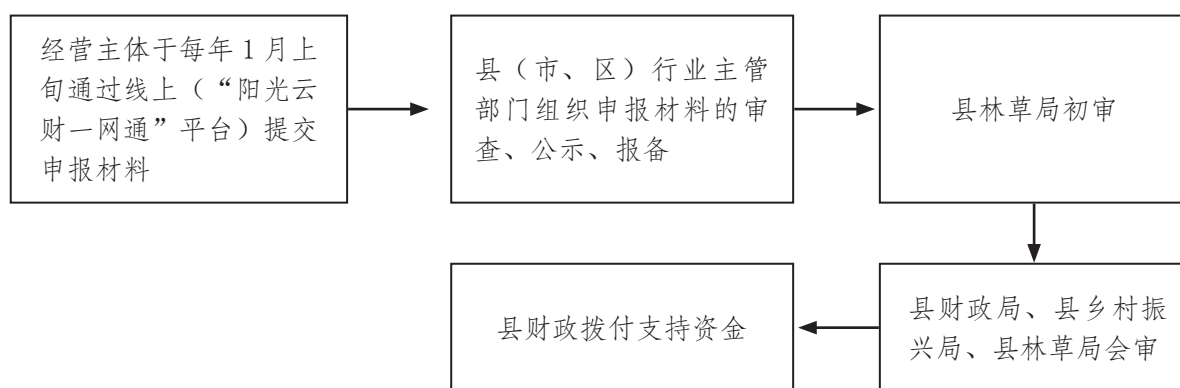 经营主体于每年1月上
旬通过线上（“阳光云
财一网通”平台）提交
申报材料
县（市、区）行业主管
部门组织申报材料的审
查、公示、报备
县林草局初审
县财政局、县乡村振
兴局、县林草局会审
县财政拨付支持资金